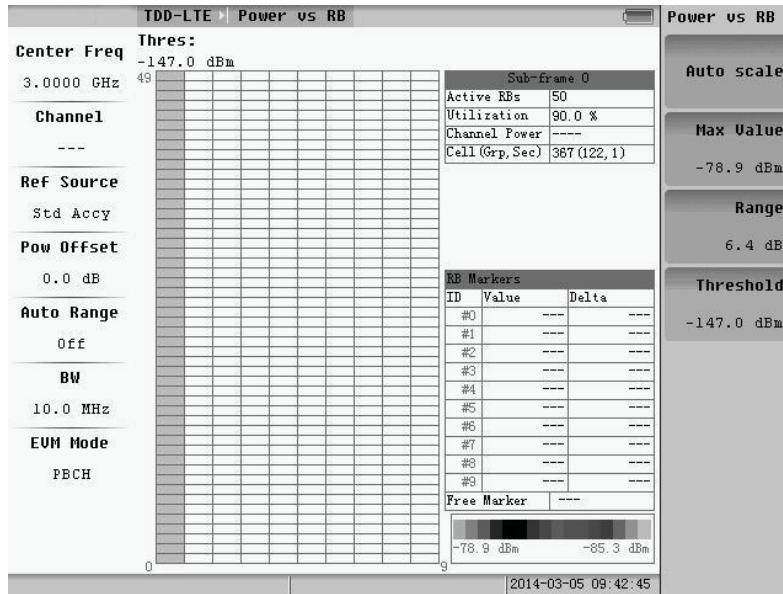 TDD-LTE Power vs RB
Power vs RB
Center Freq
3.0000 GHz
Channel
---
Ref Source
Std Accy
Pow Offset
0.0 dB
Auto Range
Off
BW
10.0 MHz
EVM Mode
PBCH
Thres:
-147.0 dBm
49
0
9
Sub-frame 0
Active RBs 50
Utilization 90.0 %
Channel Power ----
Cell(Grp,Sec) 367(122,1)
RB Markers
ID Value Delta
#0 --- ---
#1 --- ---
#2 --- ---
#3 --- ---
#4 --- ---
#5 --- ---
#6 --- ---
#7 --- ---
#8 --- ---
#9 --- ---
Free Marker ---
-78.9 dBm -85.3 dBm
2014-03-05 09:42:45
Auto scale
Max Value
-78.9 dBm
Range
6.4 dB
Threshold
-147.0 dBm